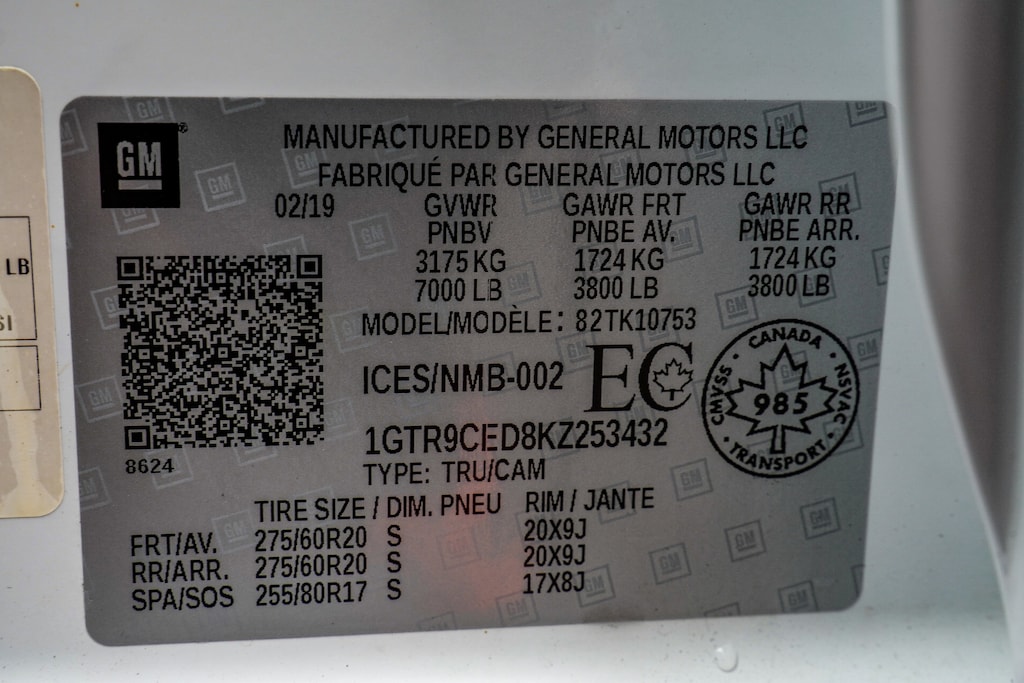 GM
MANUFACTURED BY GENERAL MOTORS LLC
FABRIQUÉ PAR GENERAL MOTORS LLC
02/19 GVWR GAWR FRT GAWR RR
PNBV PNBE AV. PNBE ARR.
3175 KG 1724 KG 1724 KG
7000 LB 3800 LB 3800 LB
MODEL/MODÈLE: 82TK10753
ICES/NMB-002 EC
CANADA
CMVSS NSVAC
985
TRANSPORT
1GTR9CED8KZ253432
8624
TYPE: TRU/CAM
TIRE SIZE / DIM. PNEU RIM / JANTE
FRT/AV. 275/60R20 S 20X9J
RR/ARR. 275/60R20 S 20X9J
SPA/SOS 255/80R17 S 17X8J
LB